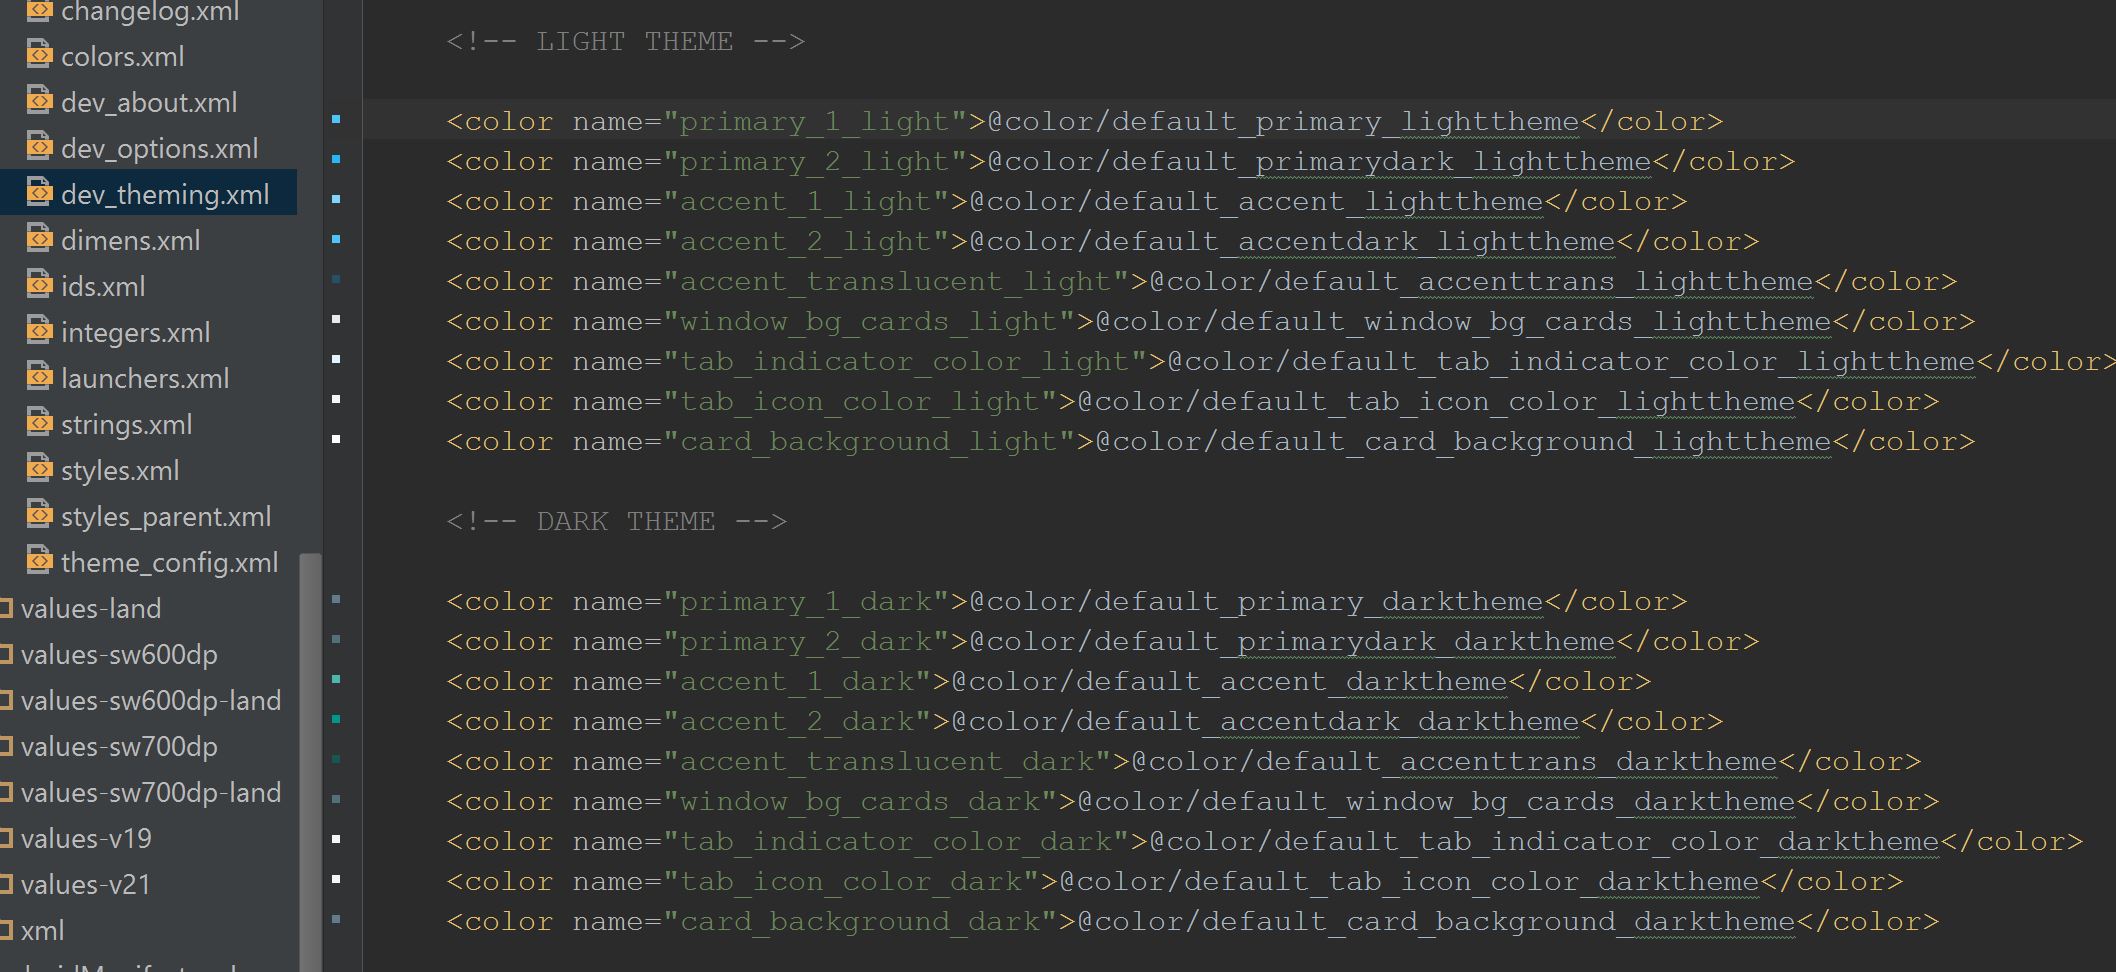 changelog.xml
colors.xml
dev_about.xml
dev_options.xml
dev_theming.xml
dimens.xml
ids.xml
integers.xml
launchers.xml
strings.xml
styles.xml
styles_parent.xml
theme_config.xml
values-land
values-sw600dp
values-sw600dp-land
values-sw700dp
values-sw700dp-land
values-v19
values-v21
xml
<!-- LIGHT THEME -->
<color name="primary_1_light">@color/default_primary_lighttheme</color>
<color name="primary_2_light">@color/default_primarydark_lighttheme</color>
<color name="accent_1_light">@color/default_accent_lighttheme</color>
<color name="accent_2_light">@color/default_accentdark_lighttheme</color>
<color name="accent_translucent_light">@color/default_accenttrans_lighttheme</color>
<color name="window_bg_cards_light">@color/default_window_bg_cards_lighttheme</color>
<color name="tab_indicator_color_light">@color/default_tab_indicator_color_lighttheme</color>
<color name="tab_icon_color_light">@color/default_tab_icon_color_lighttheme</color>
<color name="card_background_light">@color/default_card_background_lighttheme</color>
<!-- DARK THEME -->
<color name="primary_1_dark">@color/default_primary_darktheme</color>
<color name="primary_2_dark">@color/default_primarydark_darktheme</color>
<color name="accent_1_dark">@color/default_accent_darktheme</color>
<color name="accent_2_dark">@color/default_accentdark_darktheme</color>
<color name="accent_translucent_dark">@color/default_accenttrans_darktheme</color>
<color name="window_bg_cards_dark">@color/default_window_bg_cards_darktheme</color>
<color name="tab_indicator_color_dark">@color/default_tab_indicator_color_darktheme</color>
<color name="tab_icon_color_dark">@color/default_tab_icon_color_darktheme</color>
<color name="card_background_dark">@color/default_card_background_darktheme</color>